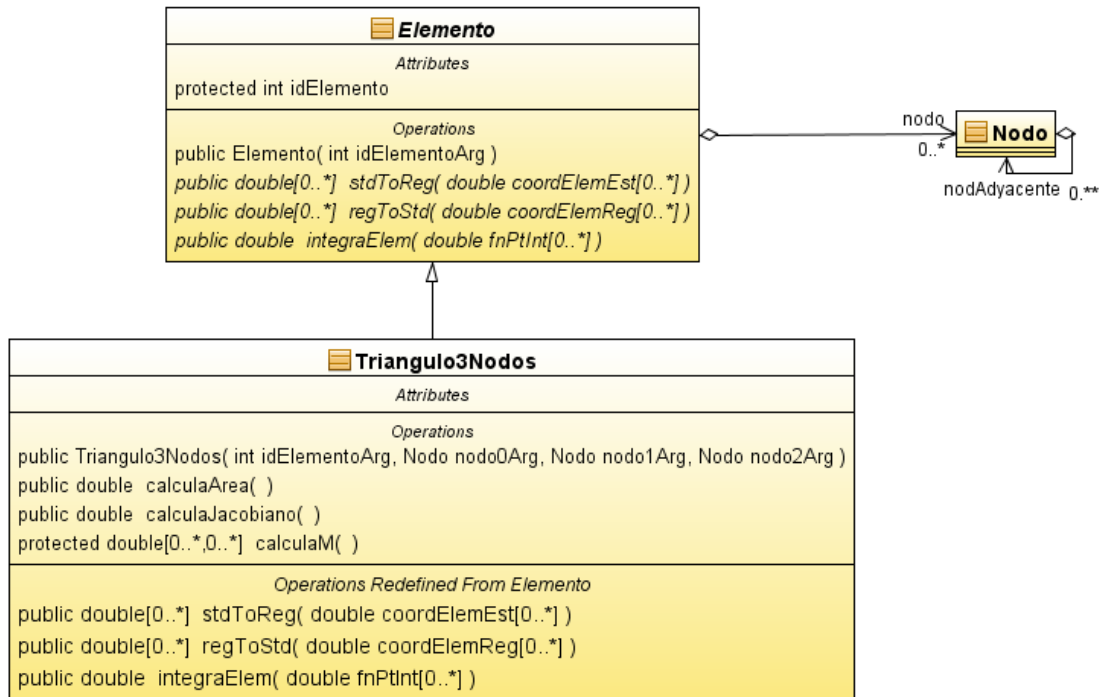 Elemento
Attributes
protected int idElemento
Operations
public Elemento( int idElementoArg )
public double[0..*] stdToReg( double coordElemEst[0..*] )
public double[0..*] regToStd( double coordElemReg[0..*] )
public double integraElem( double fnPtInt[0..*] )
nodo
0..*
Nodo
nodAdyacente 0.**
Triangulo3Nodos
Attributes
Operations
public Triangulo3Nodos( int idElementoArg, Nodo nodo0Arg, Nodo nodo1Arg, Nodo nodo2Arg )
public double calculaArea( )
public double calculaJacobiano( )
protected double[0..*,0..*] calculaM( )
Operations Redefined From Elemento
public double[0..*] stdToReg( double coordElemEst[0..*] )
public double[0..*] regToStd( double coordElemReg[0..*] )
public double integraElem( double fnPtInt[0..*] )